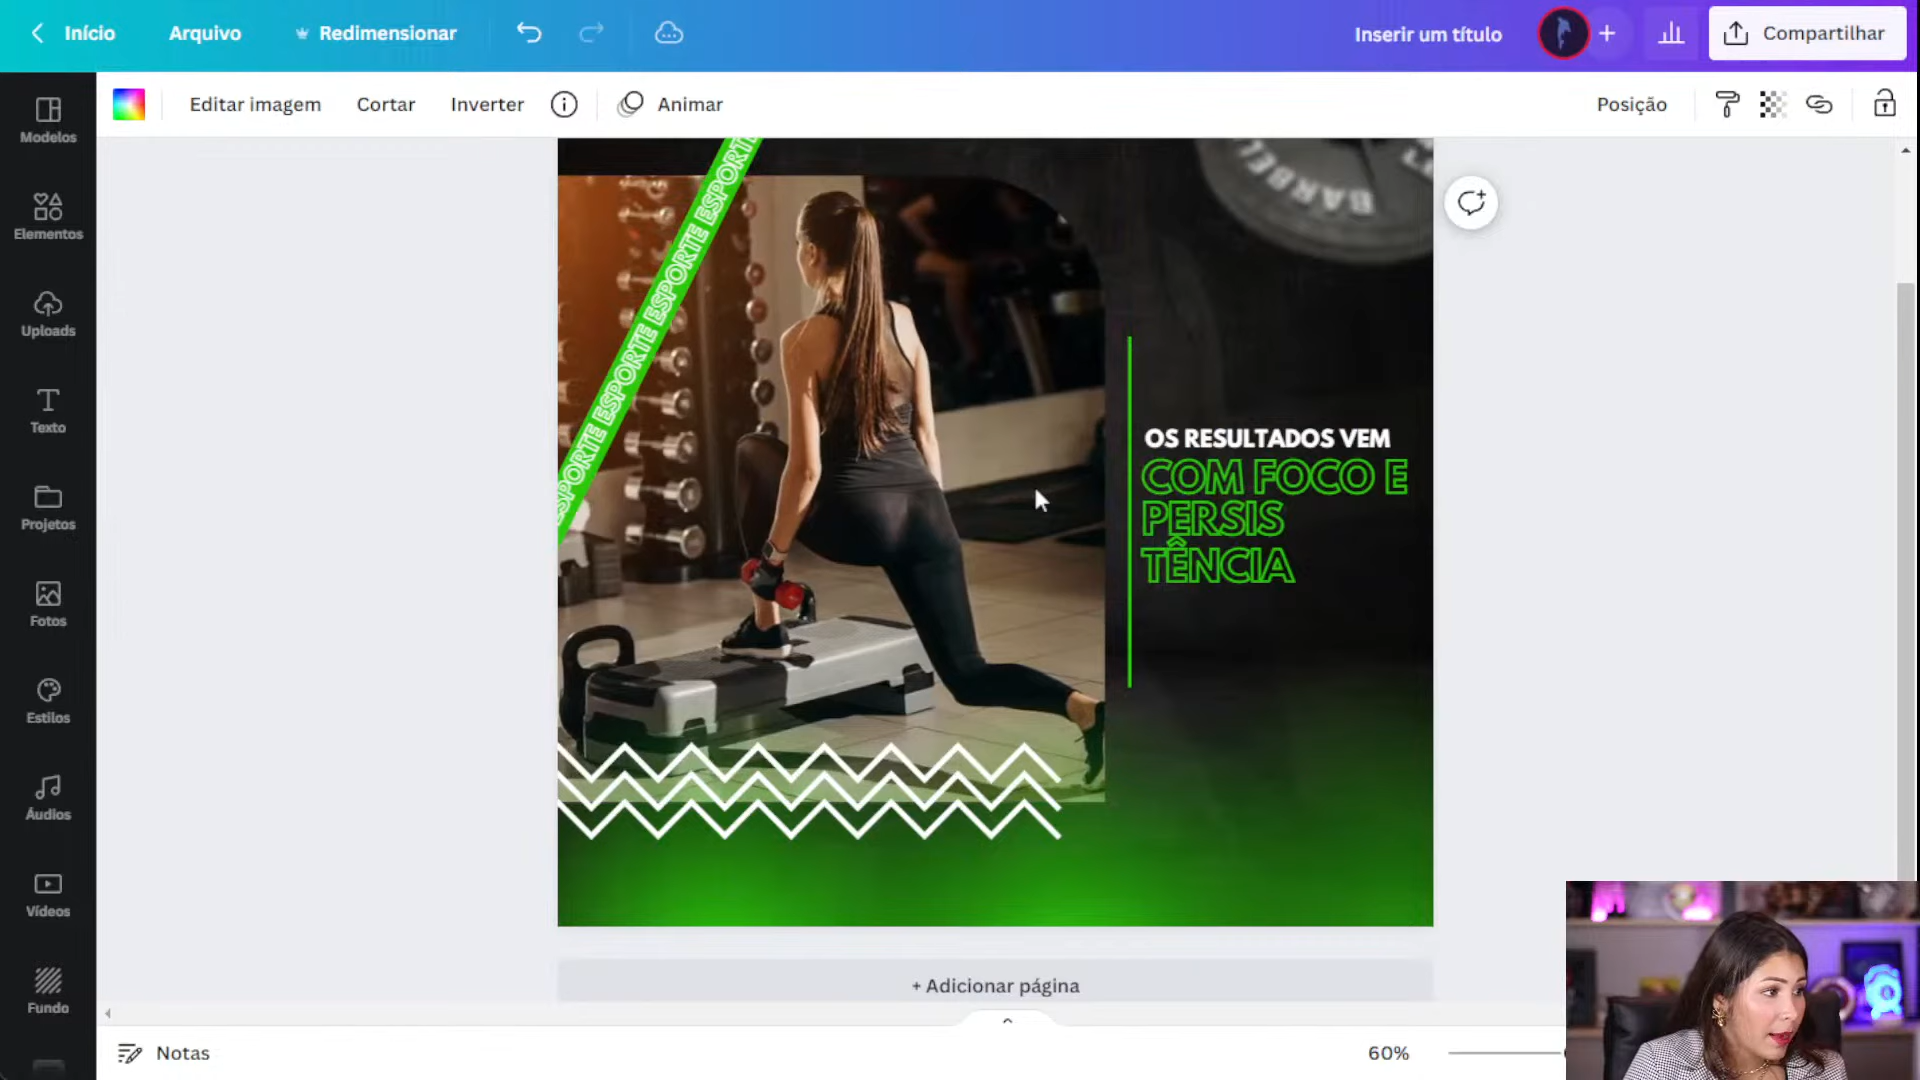 Início
Arquivo
Redimensionar
Inserir um título
Compartilhar
Editar imagem
Cortar
Inverter
Animar
Posição
Modelos
Elementos
Uploads
Texto
Projetos
Fotos
Estilos
Áudios
Vídeos
Fundo
ESPORTE ESPORTE ESPORTE ESPORTE ESPORTE
BARBEL
OS RESULTADOS VEM
COM FOCO E
PERSIS
TÊNCIA
+ Adicionar página
Notas
60%